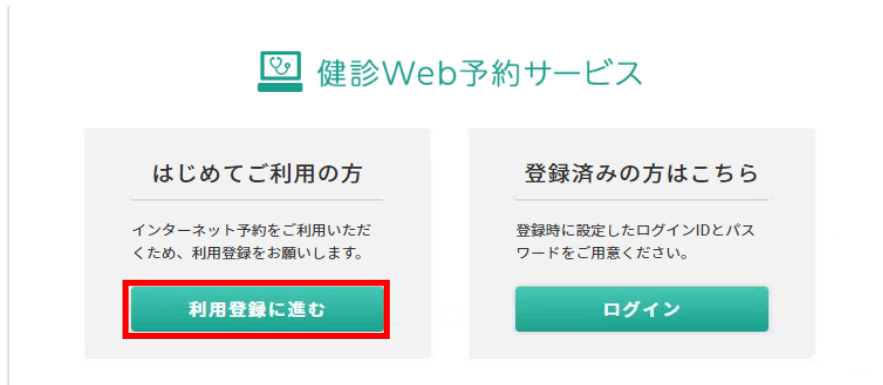 健診Web予約サービス
はじめてご利用の方
インターネット予約をご利用いただ
くため、利用登録をお願いします。
利用登録に進む
登録済みの方はこちら
登録時に設定したログインIDとパス
ワードをご用意ください。
ログイン